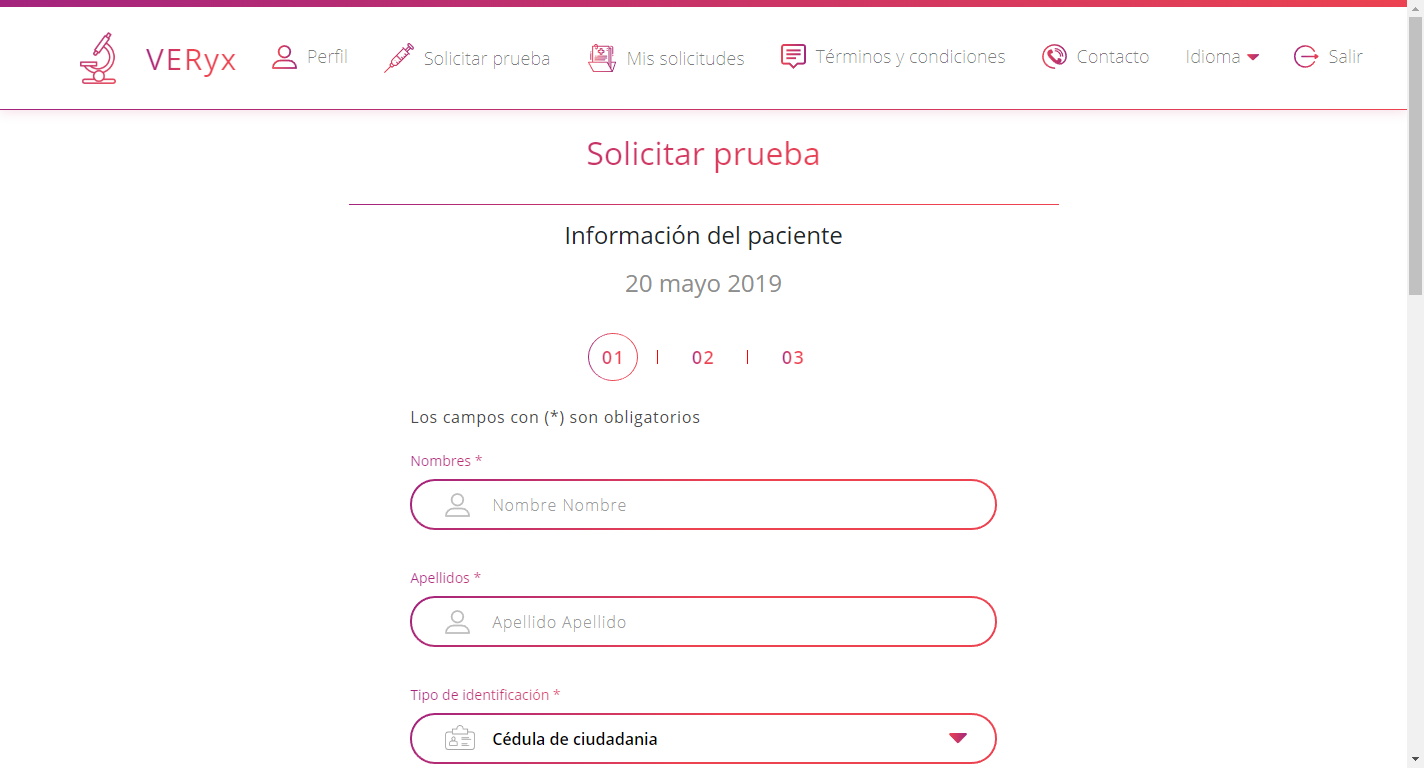 VERyx Perfil Solicitar prueba Mis solicitudes Términos y condiciones Contacto Idioma Salir
Solicitar prueba
Información del paciente
20 mayo 2019
01 | 02 | 03
Los campos con (*) son obligatorios
Nombres *
Nombre Nombre
Apellidos *
Apellido Apellido
Tipo de identificación *
Cédula de ciudadania